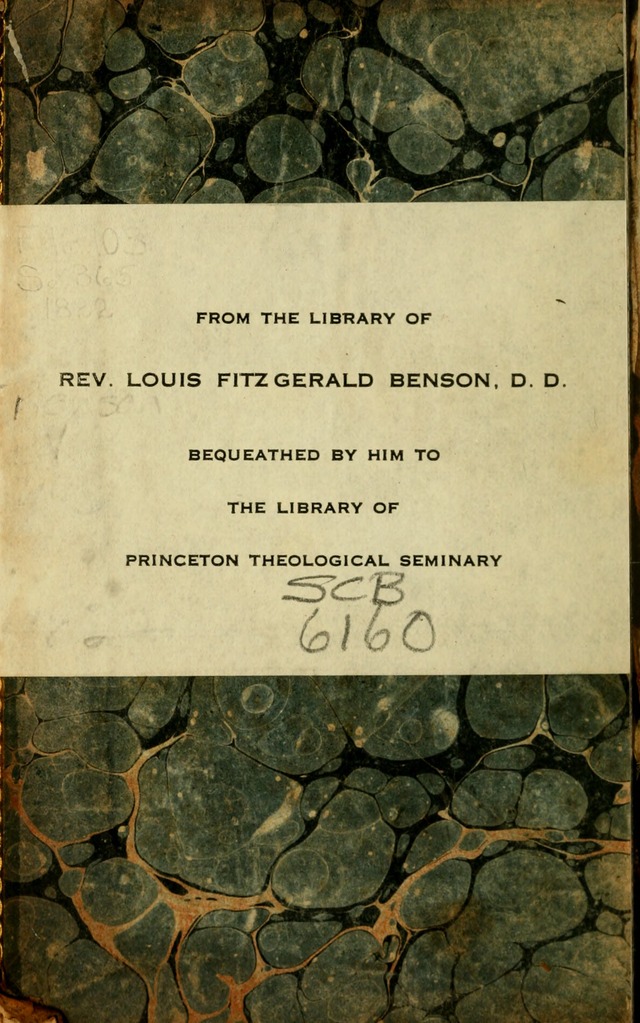 FROM THE LIBRARY OF
REV. LOUIS FITZGERALD BENSON, D. D.
BEQUEATHED BY HIM TO
THE LIBRARY OF
PRINCETON THEOLOGICAL SEMINARY
SCB
6160